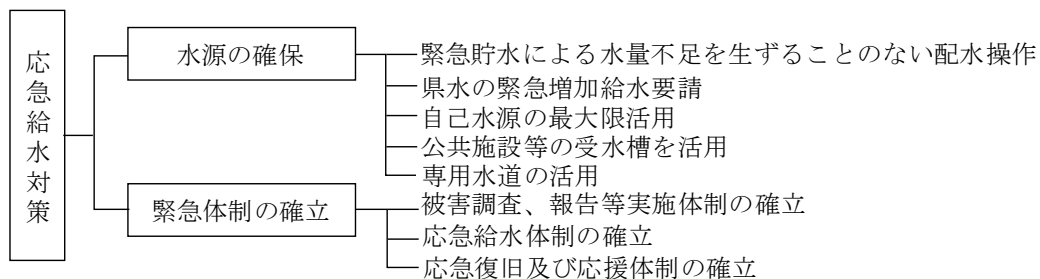 応急給水対策
水源の確保
緊急貯水による水量不足を生ずることのない配水操作
県水の緊急増加給水要請
自己水源の最大限活用
公共施設等の受水槽を活用
専用水道の活用
緊急体制の確立
被害調査、報告等実施体制の確立
応急給水体制の確立
応急復旧及び応援体制の確立